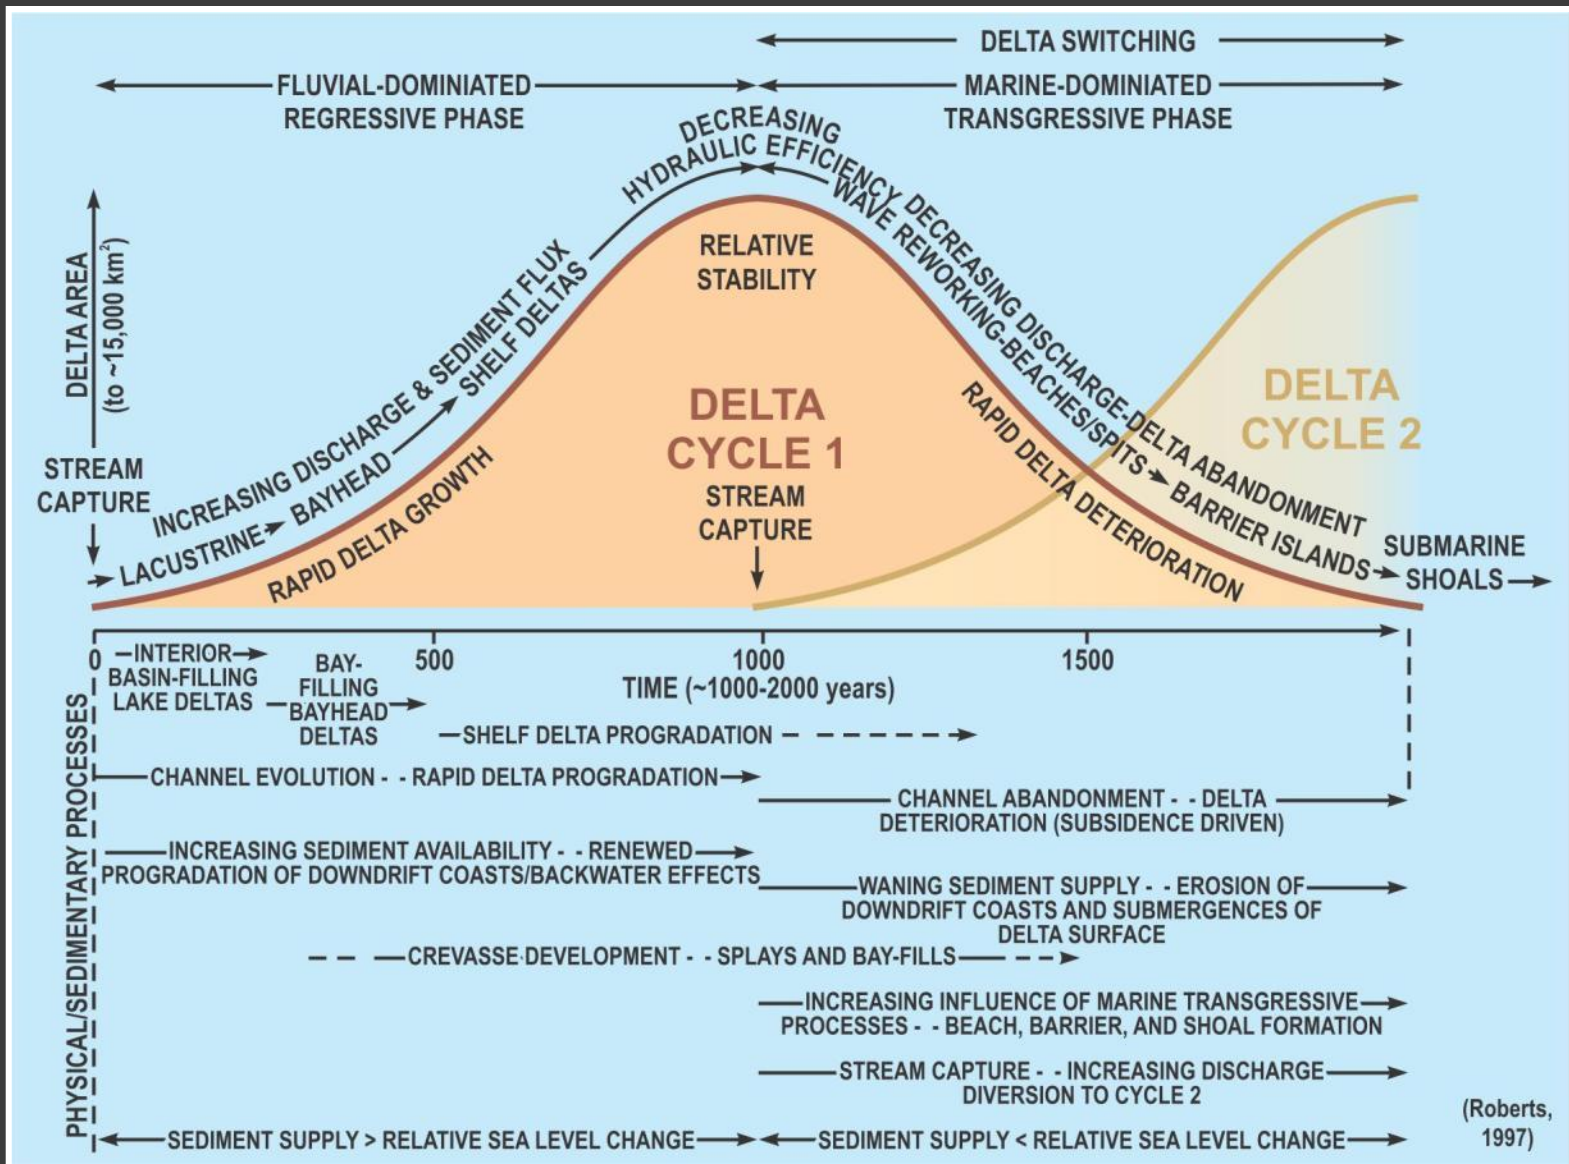 DELTA SWITCHING
FLUVIAL-DOMINIATED
REGRESSIVE PHASE
MARINE-DOMINIATED
TRANSGRESSIVE PHASE
DECREASING
HYDRAULIC EFFICIENCY
DECREASING DISCHARGE-DELTA ABANDONMENT
WAVE REWORKING-BEACHES/SPITS
BARRIER ISLANDS
SUBMARINE
SHOALS
DELTA AREA
(to ~15,000 km²)
STREAM
CAPTURE
INCREASING DISCHARGE & SEDIMENT FLUX
LACUSTRINE
BAYHEAD
SHELF DELTAS
RAPID DELTA GROWTH
RELATIVE
STABILITY
DELTA
CYCLE 1
STREAM
CAPTURE
RAPID DELTA DETERIORATION
DELTA
CYCLE 2
0
500
1000
1500
TIME (~1000-2000 years)
PHYSICAL/SEDIMENTARY PROCESSES
INTERIOR
BASIN-FILLING
LAKE DELTAS
BAY-
FILLING
BAYHEAD
DELTAS
SHELF DELTA PROGRADATION
CHANNEL EVOLUTION - - RAPID DELTA PROGRADATION
CHANNEL ABANDONMENT - - DELTA
DETERIORATION (SUBSIDENCE DRIVEN)
INCREASING SEDIMENT AVAILABILITY - - RENEWED
PROGRADATION OF DOWNDRIFT COASTS/BACKWATER EFFECTS
WANING SEDIMENT SUPPLY - - EROSION OF
DOWNDRIFT COASTS AND SUBMERGENCES OF
DELTA SURFACE
CREVASSE DEVELOPMENT - - SPLAYS AND BAY-FILLS
INCREASING INFLUENCE OF MARINE TRANSGRESSIVE
PROCESSES - - BEACH, BARRIER, AND SHOAL FORMATION
STREAM CAPTURE - - INCREASING DISCHARGE
DIVERSION TO CYCLE 2
SEDIMENT SUPPLY > RELATIVE SEA LEVEL CHANGE
SEDIMENT SUPPLY < RELATIVE SEA LEVEL CHANGE
(Roberts,
1997)